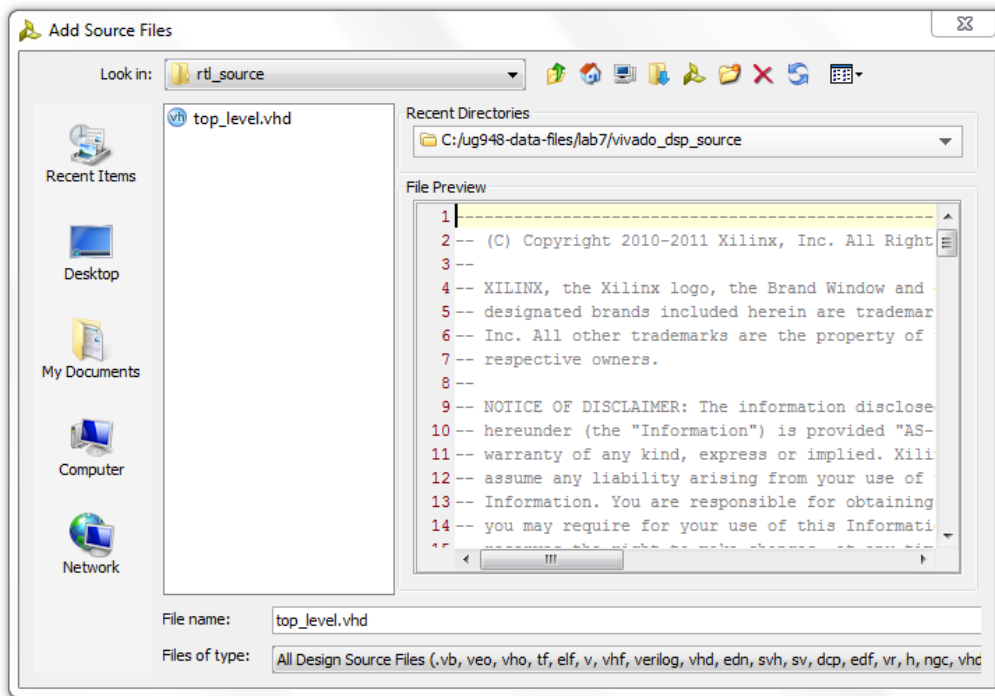 Add Source Files
Look in: rtl_source
Recent Items
Desktop
My Documents
Computer
Network
vh top_level.vhd
Recent Directories
C:/ug948-data-files/lab7/vivado_dsp_source
File Preview
1 --------------------------------------------------
2 -- (C) Copyright 2010-2011 Xilinx, Inc. All Right
3 --
4 -- XILINX, the Xilinx logo, the Brand Window and
5 -- designated brands included herein are trademar
6 -- Inc. All other trademarks are the property of
7 -- respective owners.
8 --
9 -- NOTICE OF DISCLAIMER: The information disclose
10 -- hereunder (the "Information") is provided "AS-
11 -- warranty of any kind, express or implied. Xili
12 -- assume any liability arising from your use of
13 -- Information. You are responsible for obtaining
14 -- you may require for your use of this Informati
File name: top_level.vhd
Files of type: All Design Source Files (.vb, veo, vho, tf, elf, v, vhf, verilog, vhd, edn, svh, sv, dcp, edf, vr, h, ngc, vhd